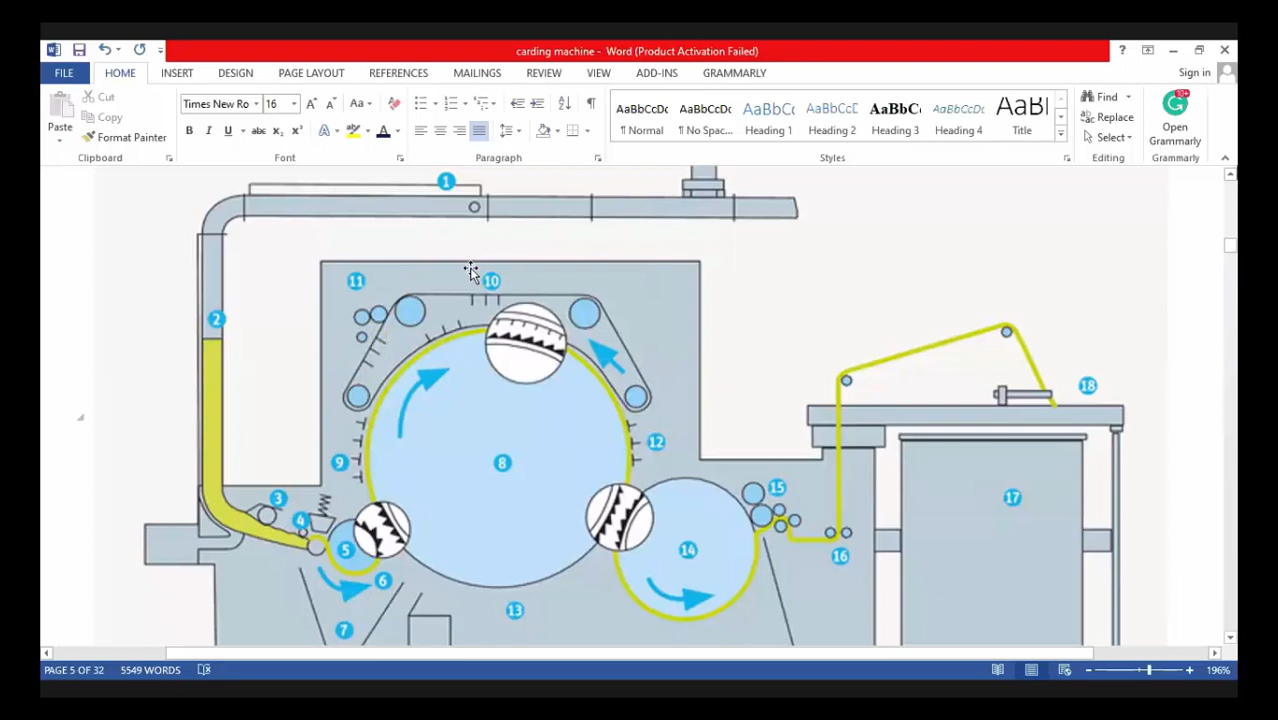 carding machine - Word (Product Activation Failed)
FILE HOME INSERT DESIGN PAGE LAYOUT REFERENCES MAILINGS REVIEW VIEW ADD-INS GRAMMARLY Sign in
Paste
Cut
Copy
Format Painter
Clipboard
Times New Ro 16
Font
Paragraph
AaBbCcDc AaBbCcDc AaBbCc AaBbCcD AaBbC AaBbCcDc AaBl
¶ Normal ¶ No Spac... Heading 1 Heading 2 Heading 3 Heading 4 Title
Styles
Find
Replace
Select
Editing
10+
Open
Grammarly
Grammarly
1
2
3
4
5
6
7
8
9
10
11
12
13
14
15
16
17
18
PAGE 5 OF 32 5549 WORDS 196%